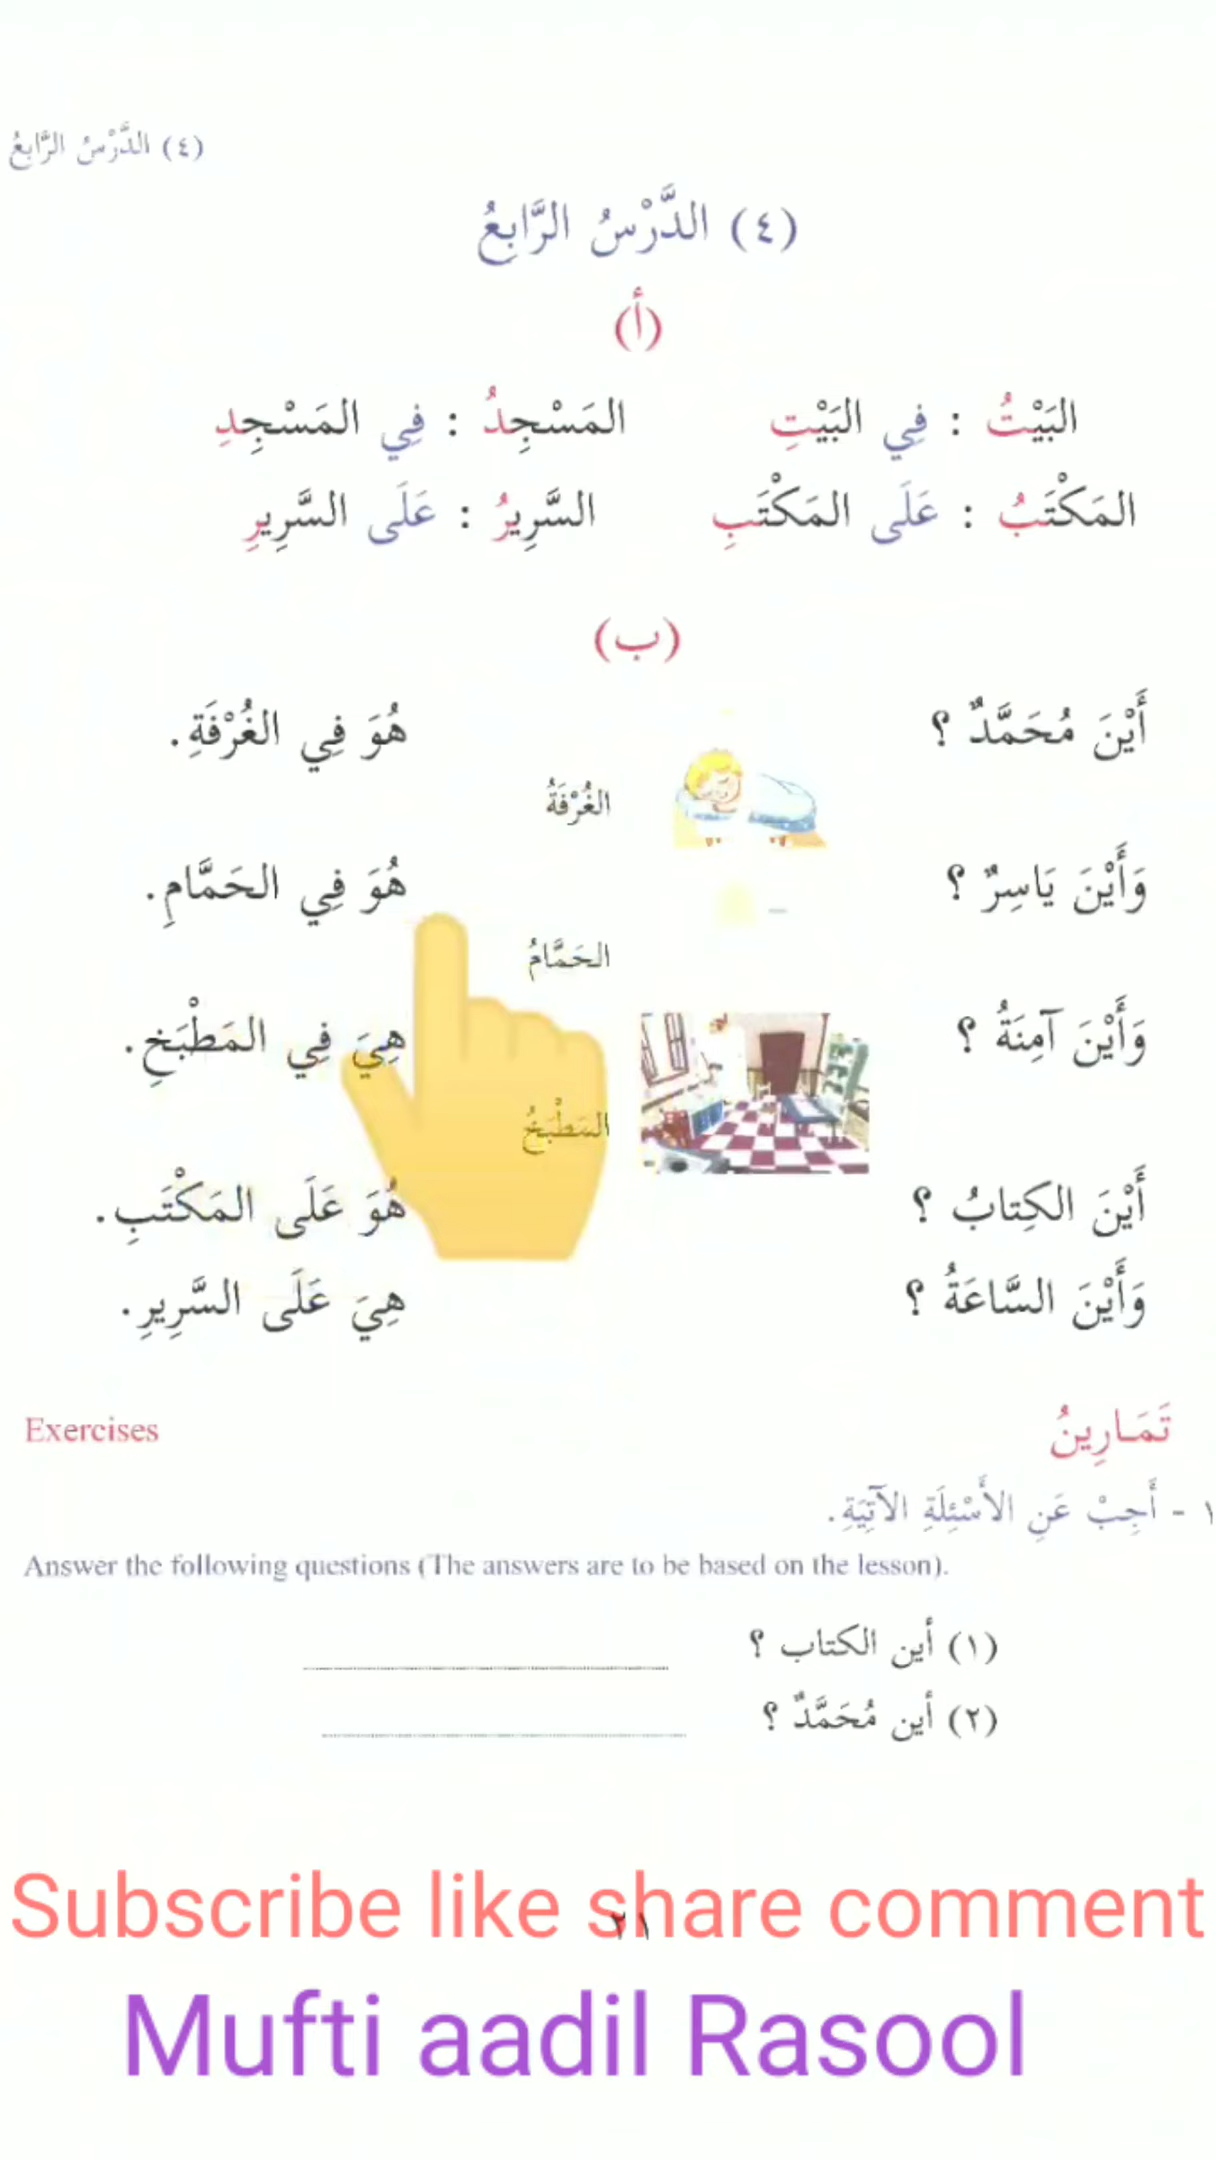 (٤) الدَّرْسُ الرَّابِعُ
(٤) الدَّرْسُ الرَّابِعُ
(أ)
البَيْتُ : فِي البَيْتِ المَسْجِدُ : فِي المَسْجِدِ
المَكْتَبُ : عَلَى المَكْتَبِ السَّرِيرُ : عَلَى السَّرِيرِ
(ب)
أَيْنَ مُحَمَّدٌ ؟ هُوَ فِي الغُرْفَةِ.
الغُرْفَةُ
وَأَيْنَ يَاسِرٌ ؟ هُوَ فِي الحَمَّامِ.
الحَمَّامُ
وَأَيْنَ آمِنَةُ ؟ هِيَ فِي المَطْبَخِ.
المَطْبَخُ
أَيْنَ الكِتابُ ؟ هُوَ عَلَى المَكْتَبِ.
وَأَيْنَ السَّاعَةُ ؟ هِيَ عَلَى السَّرِيرِ.
تَمَارِينُ Exercises
١ - أَجِبْ عَنِ الأَسْئِلَةِ الآتِيَةِ.
Answer the following questions (The answers are to be based on the lesson).
(١) أين الكتاب ؟
(٢) أين مُحَمَّدٌ ؟
Subscribe like share comment
٢١
Mufti aadil Rasool